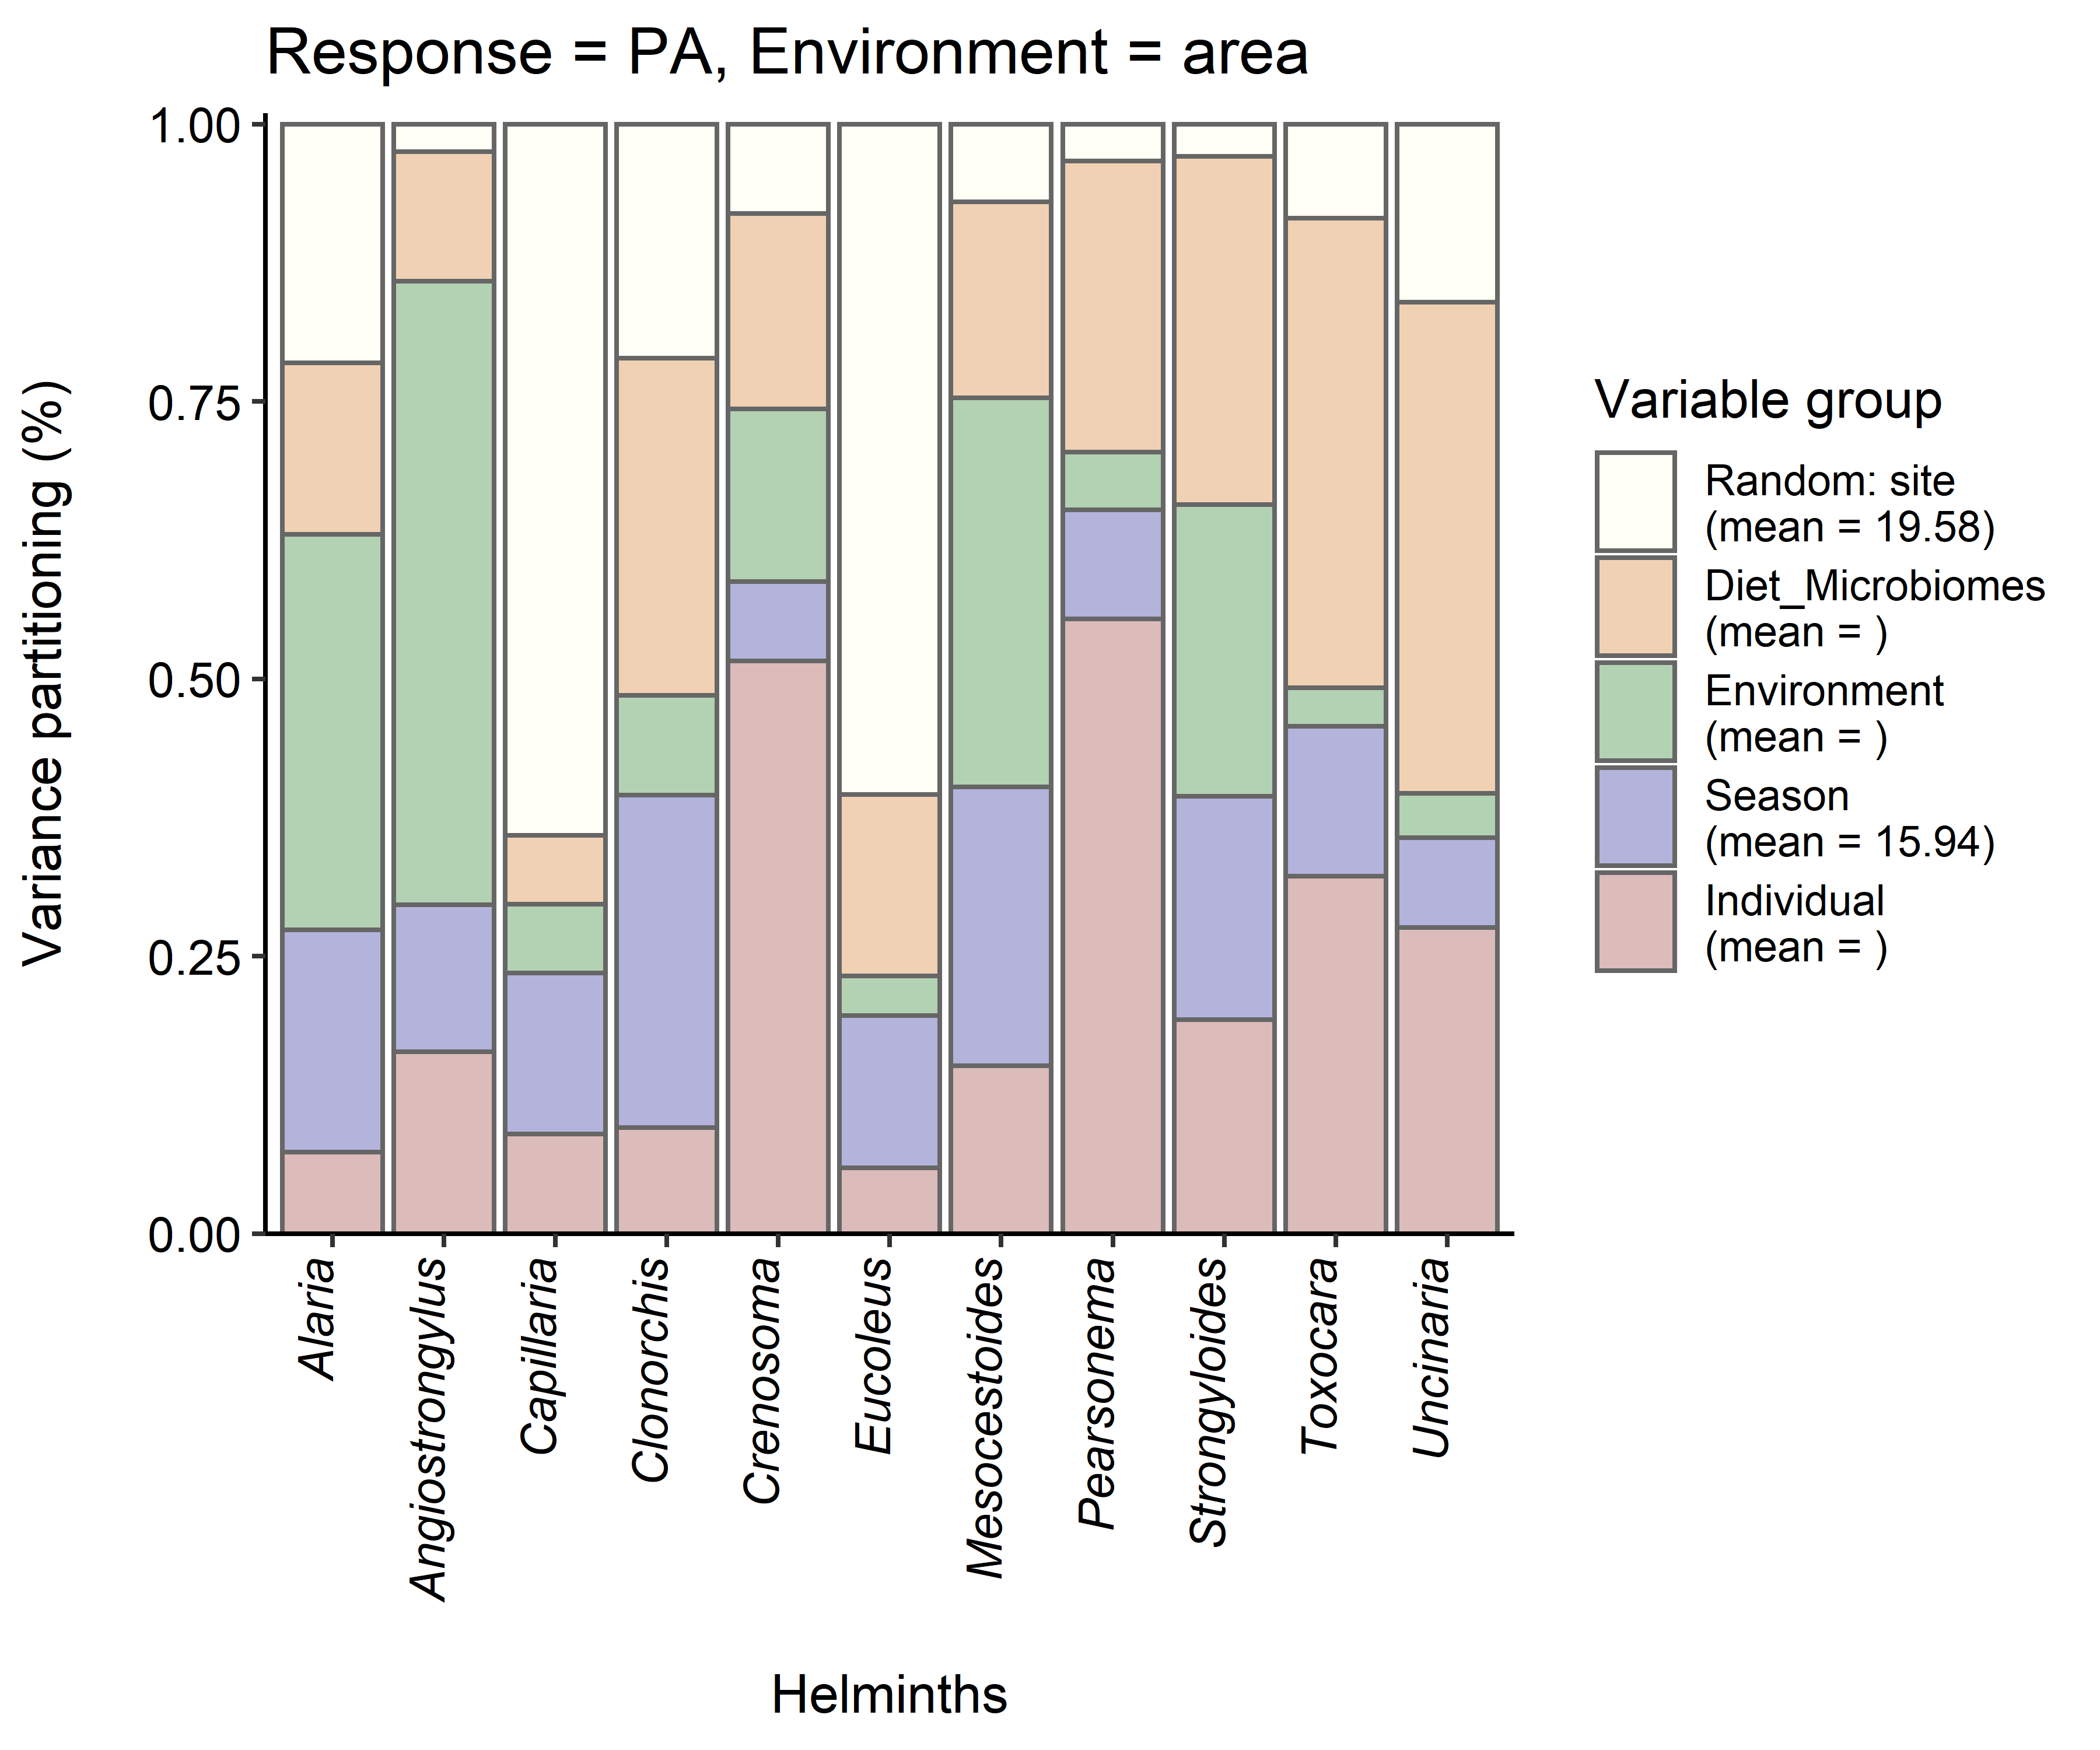 Response = PA, Environment = area
Variance partitioning (%)
1.00
0.75
0.50
0.25
0.00
Alaria
Angiostrongylus
Capillaria
Clonorchis
Crenosoma
Eucoleus
Mesocestoides
Pearsonema
Strongyloides
Toxocara
Uncinaria
Helminths
Variable group
Random: site
(mean = 19.58)
Diet_Microbiomes
(mean = )
Environment
(mean = )
Season
(mean = 15.94)
Individual
(mean = )